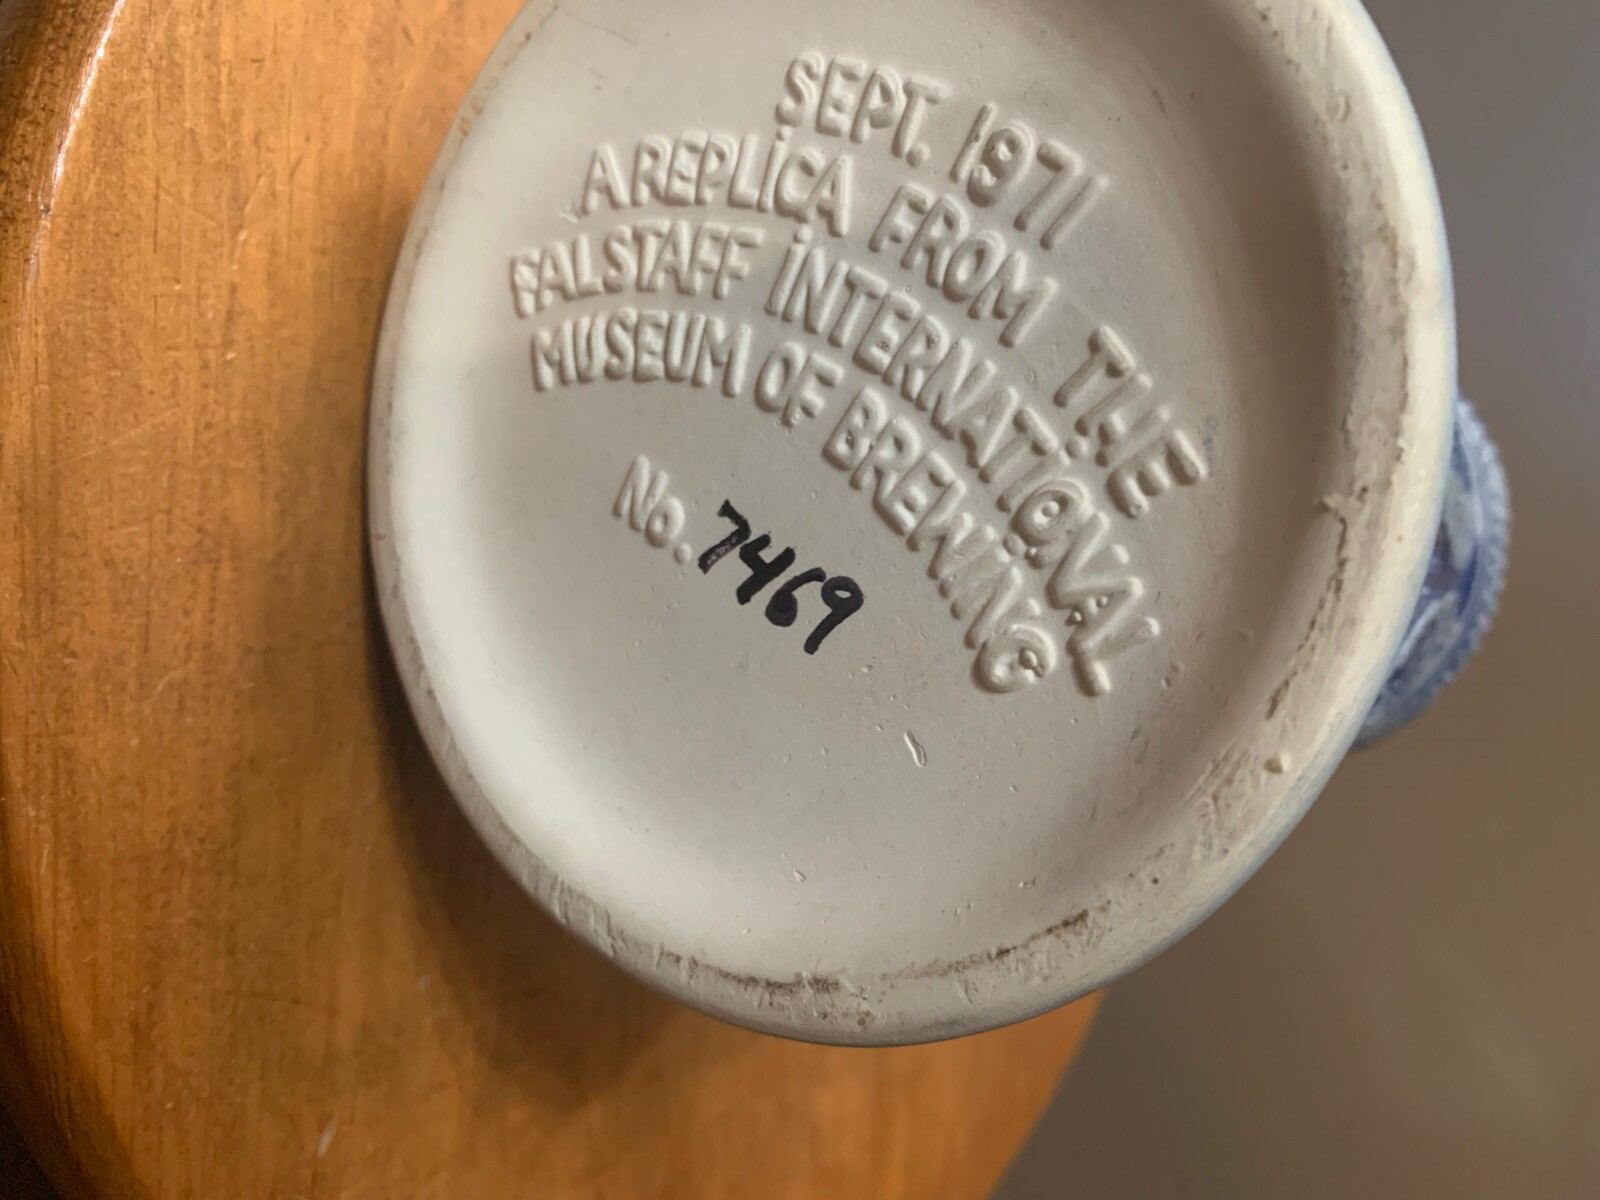 SEPT. 1971
A REPLICA FROM THE
FALSTAFF INTERNATIONAL
MUSEUM OF BREWING
No. 7469